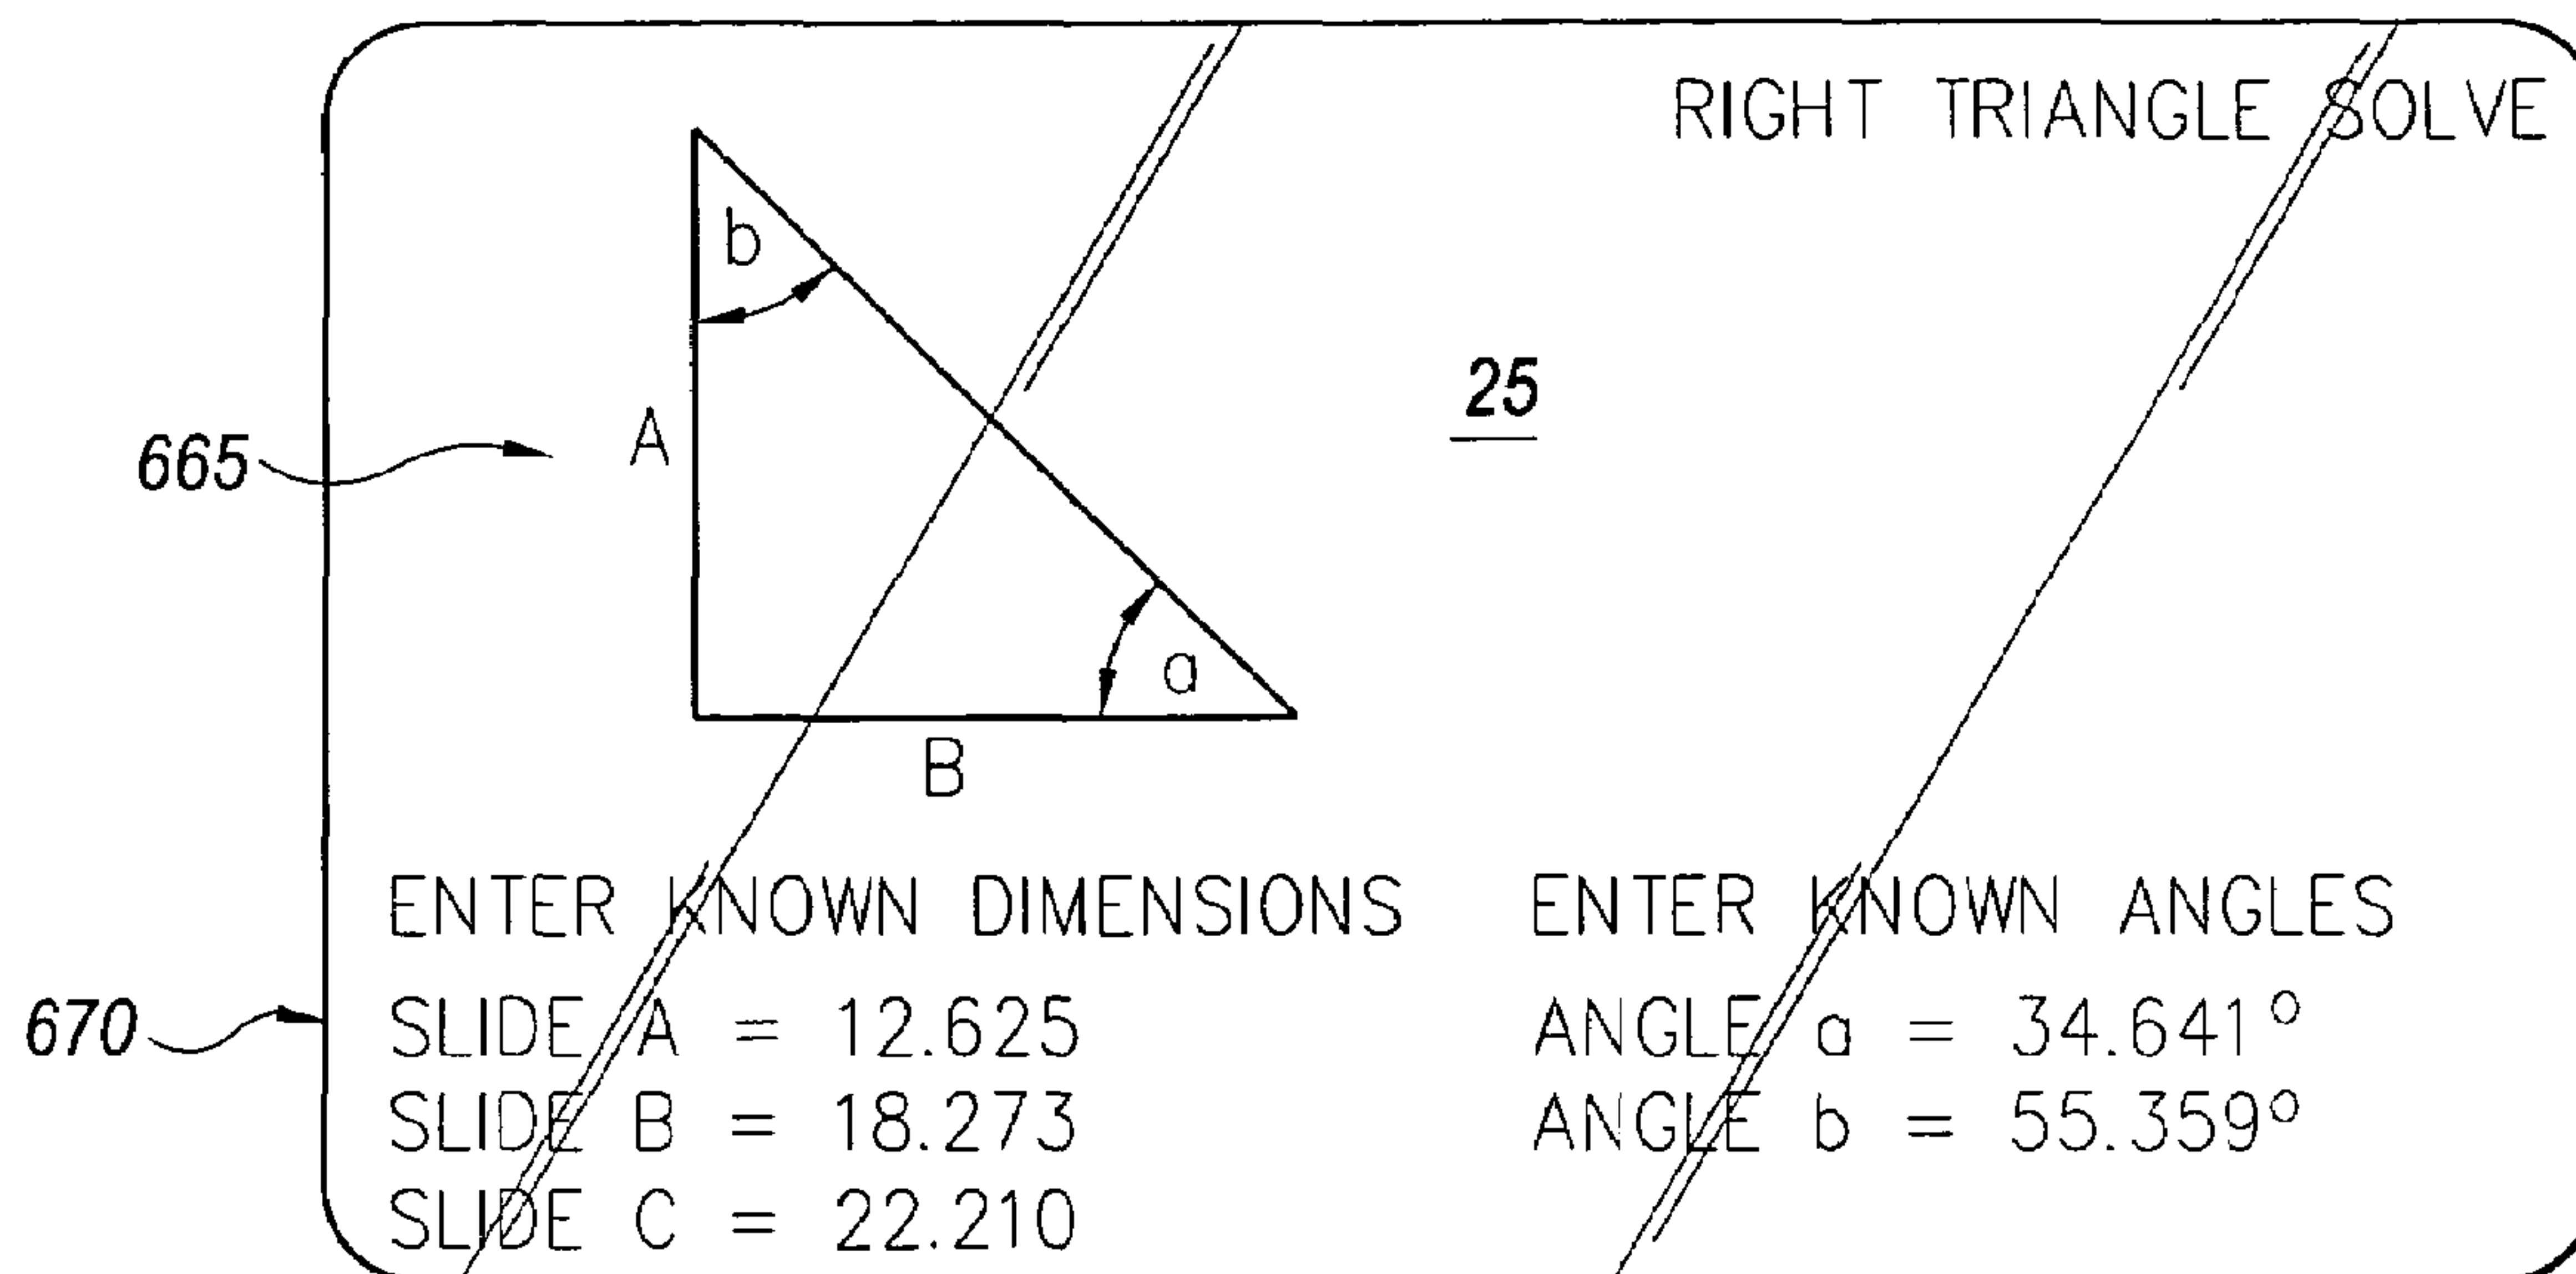 RIGHT TRIANGLE SOLVE
b
25
A
665
a
B
ENTER KNOWN DIMENSIONS
SLIDE A = 12.625
SLIDE B = 18.273
SLIDE C = 22.210
ENTER KNOWN ANGLES
ANGLE a = 34.641°
ANGLE b = 55.359°
670